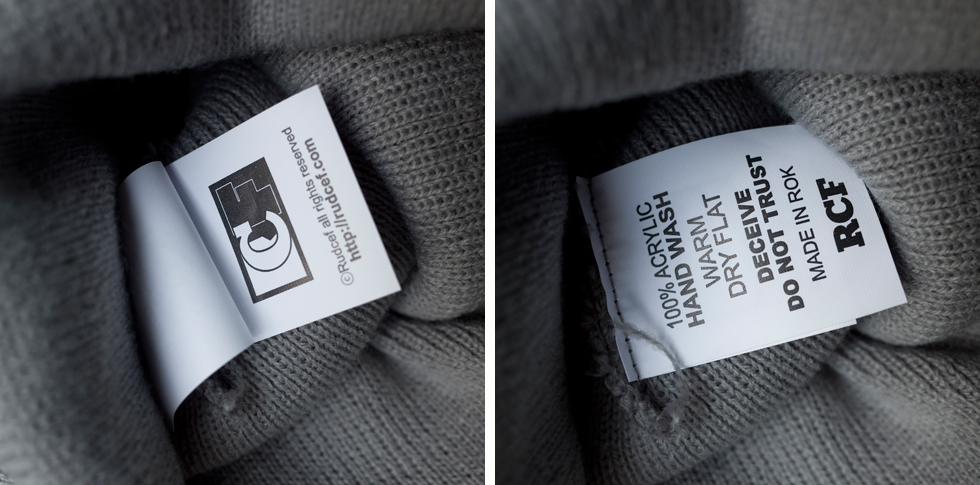 ©Rudcef all rights reserved
http://rudcef.com
100% ACRYLIC
HAND WASH
WARM
DRY FLAT
DECEIVE
DO NOT TRUST
MADE IN ROK
RCF